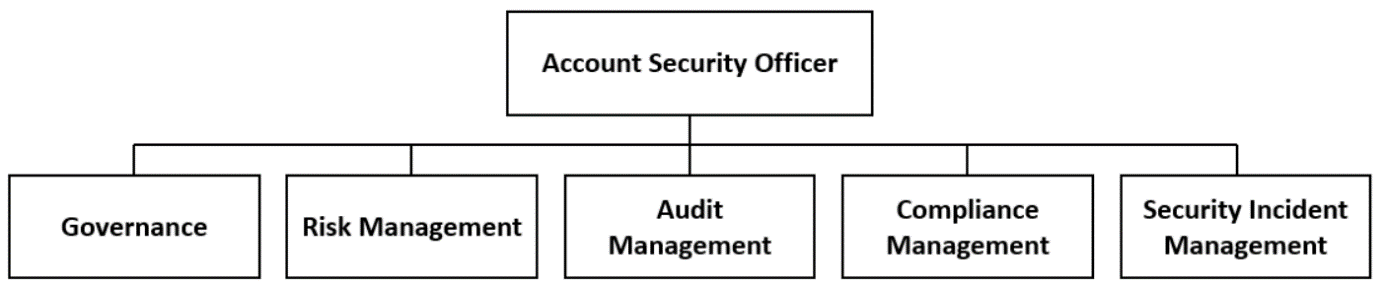 Account Security Officer
Governance
Risk Management
Audit
Management
Compliance
Management
Security Incident
Management